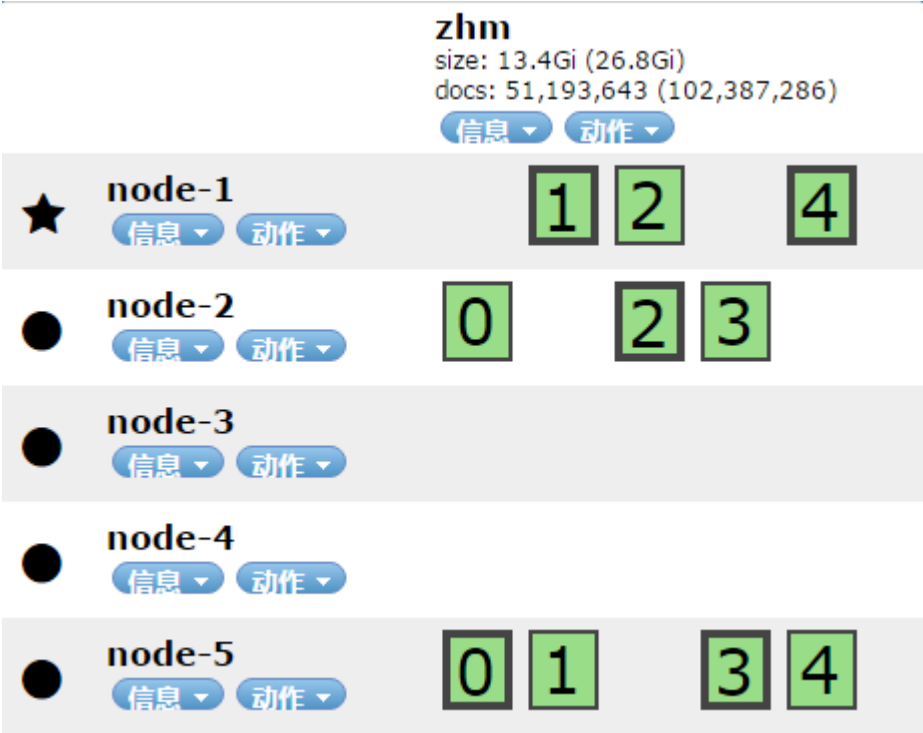 zhm
size: 13.4Gi (26.8Gi)
docs: 51,193,643 (102,387,286)
信息 动作
node-1
信息 动作
1 2 4
node-2
信息 动作
0 2 3
node-3
信息 动作
node-4
信息 动作
node-5
信息 动作
0 1 3 4